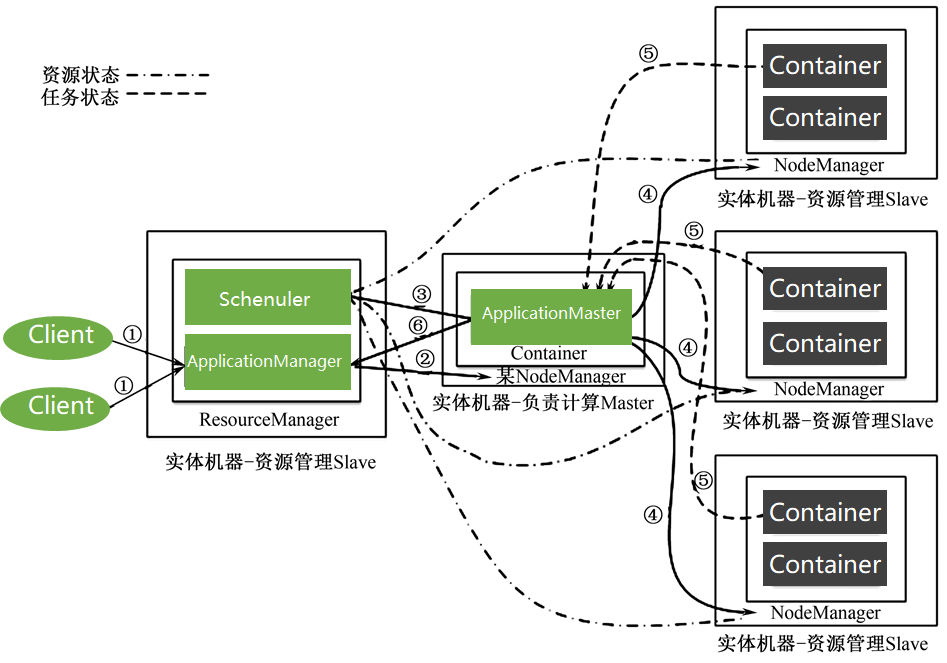 资源状态
任务状态
Client
Client
①
①
Schenuler
ApplicationManager
ResourceManager
实体机器-资源管理Slave
③
⑥
②
ApplicationMaster
Container
某NodeManager
实体机器-负责计算Master
⑤
④
Container
Container
NodeManager
实体机器-资源管理Slave
⑤
④
Container
Container
NodeManager
实体机器-资源管理Slave
⑤
④
Container
Container
NodeManager
实体机器-资源管理Slave